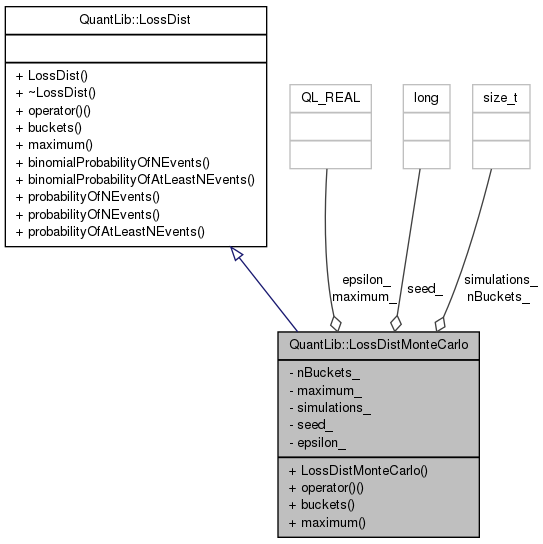 QuantLib::LossDist
+ LossDist()
+ ~LossDist()
+ operator()()
+ buckets()
+ maximum()
+ binomialProbabilityOfNEvents()
+ binomialProbabilityOfAtLeastNEvents()
+ probabilityOfNEvents()
+ probabilityOfNEvents()
+ probabilityOfAtLeastNEvents()
QL_REAL
long
size_t
epsilon_
maximum_
seed_
simulations_
nBuckets_
QuantLib::LossDistMonteCarlo
- nBuckets_
- maximum_
- simulations_
- seed_
- epsilon_
+ LossDistMonteCarlo()
+ operator()()
+ buckets()
+ maximum()